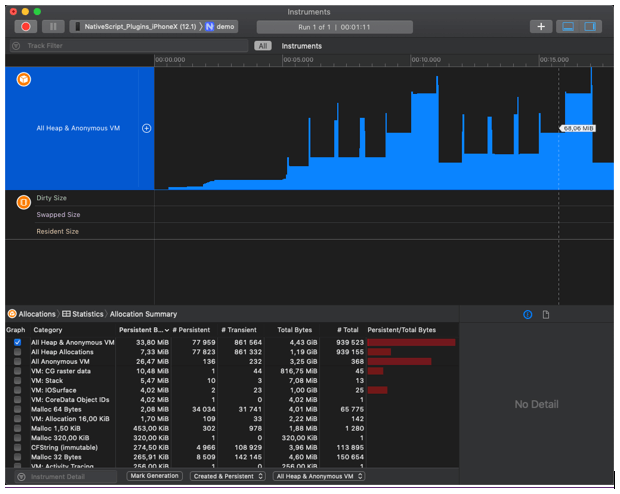 Instruments
NativeScript_Plugins_iPhoneX (12.1) demo Run 1 of 1 | 00:01:11
Track Filter All Instruments
00:00.000 00:05.000 00:10.000 00:15.000
All Heap & Anonymous VM
68,06 MiB
Dirty Size
Swapped Size
Resident Size
Allocations Statistics Allocation Summary
Graph Category Persistent B... # Persistent # Transient Total Bytes # Total Persistent/Total Bytes
All Heap & Anonymous VM 33,80 MiB 77 959 861 564 4,43 GiB 939 523
All Heap Allocations 7,33 MiB 77 823 861 332 1,19 GiB 939 155
All Anonymous VM 26,47 MiB 136 232 3,25 GiB 368
VM: CG raster data 10,48 MiB 1 44 816,75 MiB 45
VM: Stack 5,47 MiB 10 3 7,08 MiB 13
VM: IOSurface 4,02 MiB 2 23 1,00 GiB 25
VM: CoreData Object IDs 4,02 MiB 1 0 4,02 MiB 1
Malloc 64 Bytes 2,08 MiB 34 034 31 741 4,01 MiB 65 775
VM: Allocation 16,00 KiB 1,70 MiB 109 33 2,22 MiB 142
Malloc 1,50 KiB 453,00 KiB 302 978 1,88 MiB 1 280
Malloc 320,00 KiB 320,00 KiB 1 0 320,00 KiB 1
CFString (immutable) 274,50 KiB 4 966 108 929 3,96 MiB 113 895
Malloc 32 Bytes 265,91 KiB 8 509 142 145 4,60 MiB 150 654
VM: Activity Tracing 256,00 KiB 1 0 256,00 KiB 1
No Detail
Instrument Detail Mark Generation Created & Persistent All Heap & Anonymous VM